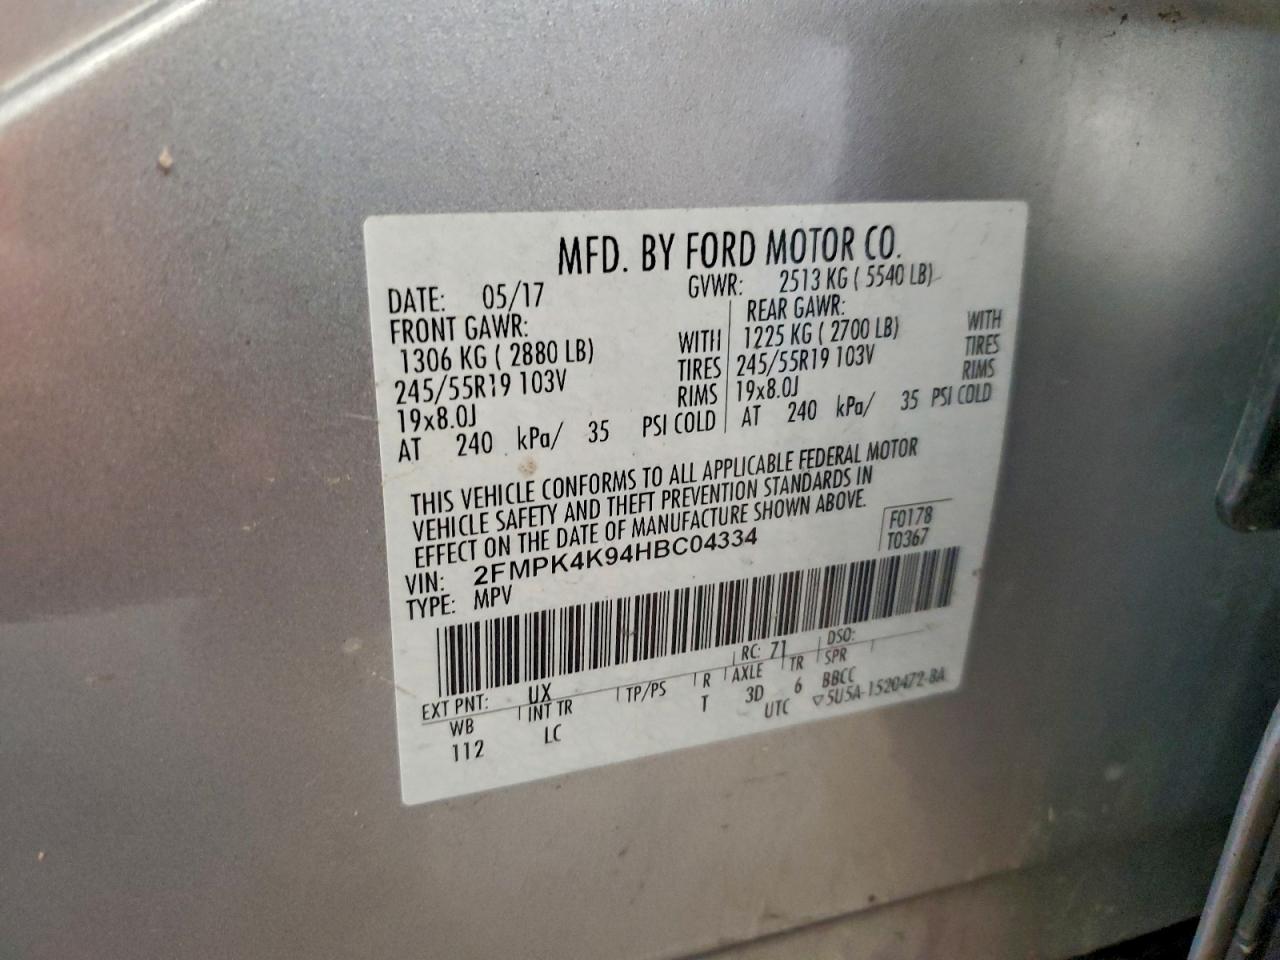 MFD. BY FORD MOTOR CO.
DATE: 05/17 GVWR: 2513 KG ( 5540 LB)
FRONT GAWR: REAR GAWR:
1306 KG ( 2880 LB) WITH 1225 KG ( 2700 LB) WITH
245/55R19 103V TIRES 245/55R19 103V TIRES
19x8.0J RIMS 19x8.0J RIMS
AT 240 kPa/ 35 PSI COLD AT 240 kPa/ 35 PSI COLD
THIS VEHICLE CONFORMS TO ALL APPLICABLE FEDERAL MOTOR
VEHICLE SAFETY AND THEFT PREVENTION STANDARDS IN
EFFECT ON THE DATE OF MANUFACTURE SHOWN ABOVE.
F0178
T0367
VIN: 2FMPK4K94HBC04334
TYPE: MPV
EXT PNT: UX RC: 71 DSO:
WB INT TR TP/PS R AXLE TR SPR
112 LC T 3D 6 BBCC
UTC ▽5U5A-1520472-BA